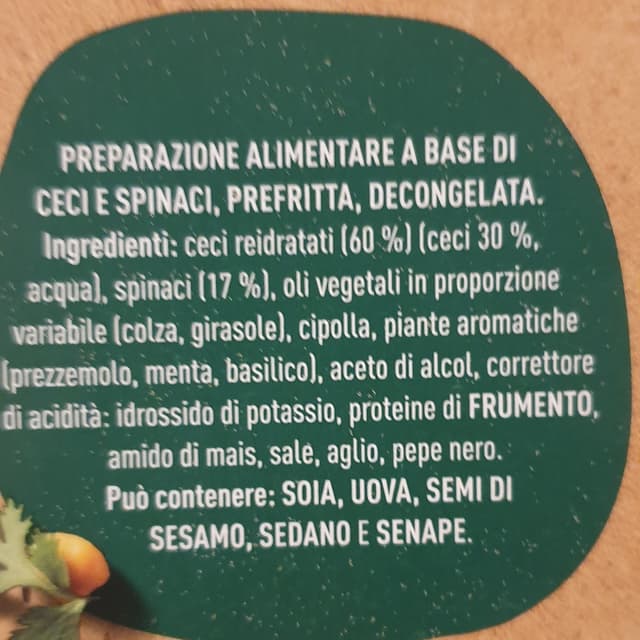 PREPARAZIONE ALIMENTARE A BASE DI
CECI E SPINACI, PREFRITTA, DECONGELATA.
Ingredienti: ceci reidratati (60 %) (ceci 30 %,
acqua), spinaci (17 %), oli vegetali in proporzione
variabile (colza, girasole), cipolla, piante aromatiche
(prezzemolo, menta, basilico), aceto di alcol, correttore
di acidità: idrossido di potassio, proteine di FRUMENTO,
amido di mais, sale, aglio, pepe nero.
Può contenere: SOIA, UOVA, SEMI DI
SESAMO, SEDANO E SENAPE.